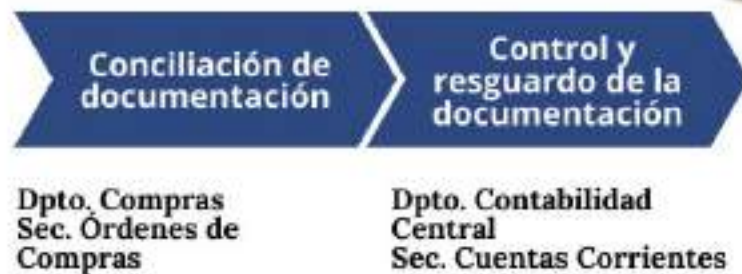 Conciliación de
documentación
Control y
resguardo de la
documentación
Dpto. Compras
Sec. Órdenes de
Compras
Dpto. Contabilidad
Central
Sec. Cuentas Corrientes